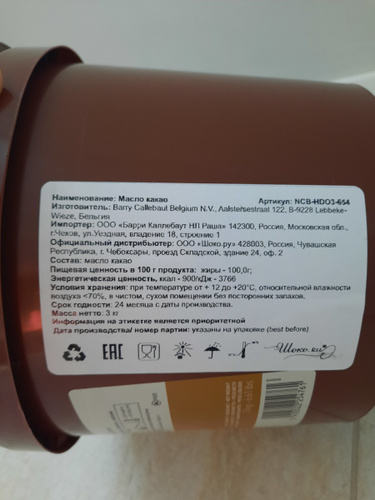 Наименование: Масло какао Артикул: NCB-HDO3-654
Изготовитель: Barry Callebaut Belgium N.V., Aalstersestraat 122, B-9228 Lebbeke-
Wieze, Бельгия
Импортер: ООО «Барри Каллебаут НЛ Раша» 142300, Россия, Московская обл.,
г.Чехов, ул.Уездная, владение 18, строение 1
Официальный дистрибьютер: ООО «Шоко.ру» 428003, Россия, Чувашская
Республика, г. Чебоксары, проезд Складской, здание 24, оф. 2
Состав: масло какао
Пищевая ценность в 100 г продукта: жиры - 100,0г;
Энергетическая ценность, ккал - 900/кДж - 3766
Условия хранения: при температуре от + 12 до +20°С, относительной влажности
воздуха <70%, в чистом, сухом помещении без посторонних запахов.
Срок годности: 24 месяца с даты производства.
Масса нетто: 3 кг
Информация на этикетке является приоритетной
Дата производства/ номер партии: указаны на упаковке (best before)
EAC
Шоко.ру